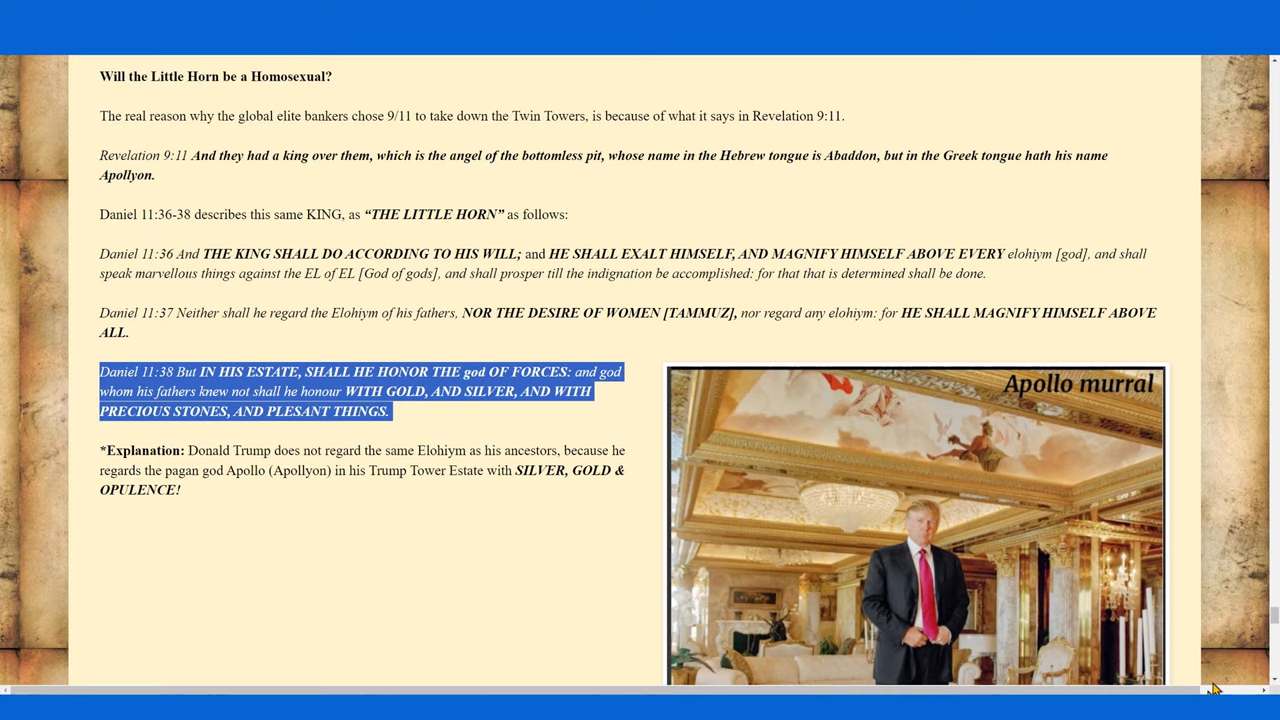 Will the Little Horn be a Homosexual?
The real reason why the global elite bankers chose 9/11 to take down the Twin Towers, is because of what it says in Revelation 9:11.
Revelation 9:11 And they had a king over them, which is the angel of the bottomless pit, whose name in the Hebrew tongue is Abaddon, but in the Greek tongue hath his name
Apollyon.
Daniel 11:36-38 describes this same KING, as “THE LITTLE HORN” as follows:
Daniel 11:36 And THE KING SHALL DO ACCORDING TO HIS WILL; and HE SHALL EXALT HIMSELF, AND MAGNIFY HIMSELF ABOVE EVERY elohiym [god], and shall
speak marvellous things against the EL of EL [God of gods], and shall prosper till the indignation be accomplished: for that that is determined shall be done.
Daniel 11:37 Neither shall he regard the Elohiym of his fathers, NOR THE DESIRE OF WOMEN [TAMMUZ], nor regard any elohiym: for HE SHALL MAGNIFY HIMSELF ABOVE
ALL.
Daniel 11:38 But IN HIS ESTATE, SHALL HE HONOR THE god OF FORCES: and god
whom his fathers knew not shall he honour WITH GOLD, AND SILVER, AND WITH
PRECIOUS STONES, AND PLESANT THINGS.
*Explanation: Donald Trump does not regard the same Elohiym as his ancestors, because he
regards the pagan god Apollo (Apollyon) in his Trump Tower Estate with SILVER, GOLD &
OPULENCE!
Apollo murral